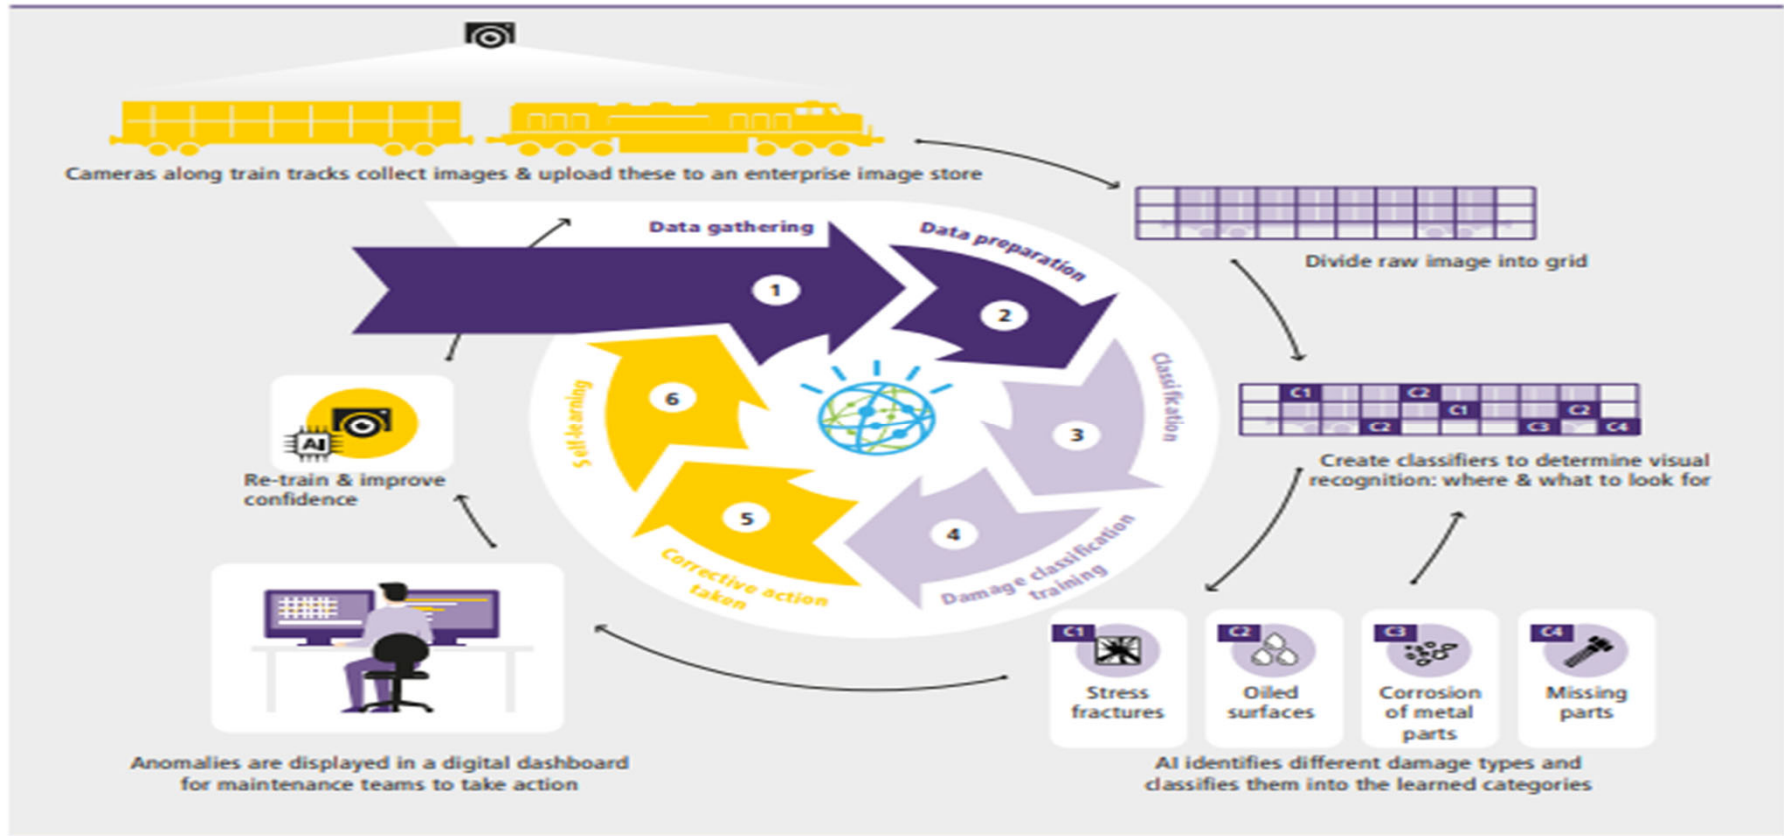 Cameras along train tracks collect images & upload these to an enterprise image store
Data gathering
Data preparation
Classifikation
Damage classification
training
Corrective action
taken
Self-learning
1
2
3
4
5
6
Divide raw image into grid
C1
C2
C1
C2
C2
C3
C4
Create classifiers to determine visual
recognition: where & what to look for
C1
Stress
fractures
C2
Oiled
surfaces
C3
Corrosion
of metal
parts
C4
Missing
parts
AI identifies different damage types and
classifies them into the learned categories
Anomalies are displayed in a digital dashboard
for maintenance teams to take action
AI
Re-train & improve
confidence